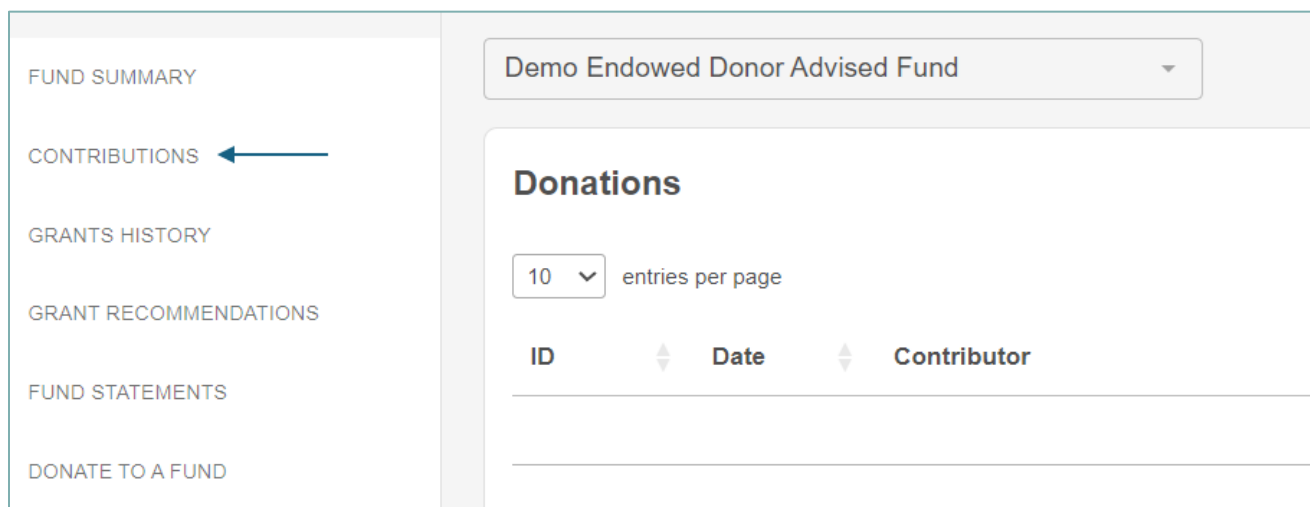 FUND SUMMARY
CONTRIBUTIONS
GRANTS HISTORY
GRANT RECOMMENDATIONS
FUND STATEMENTS
DONATE TO A FUND
Demo Endowed Donor Advised Fund
Donations
10 entries per page
ID Date Contributor